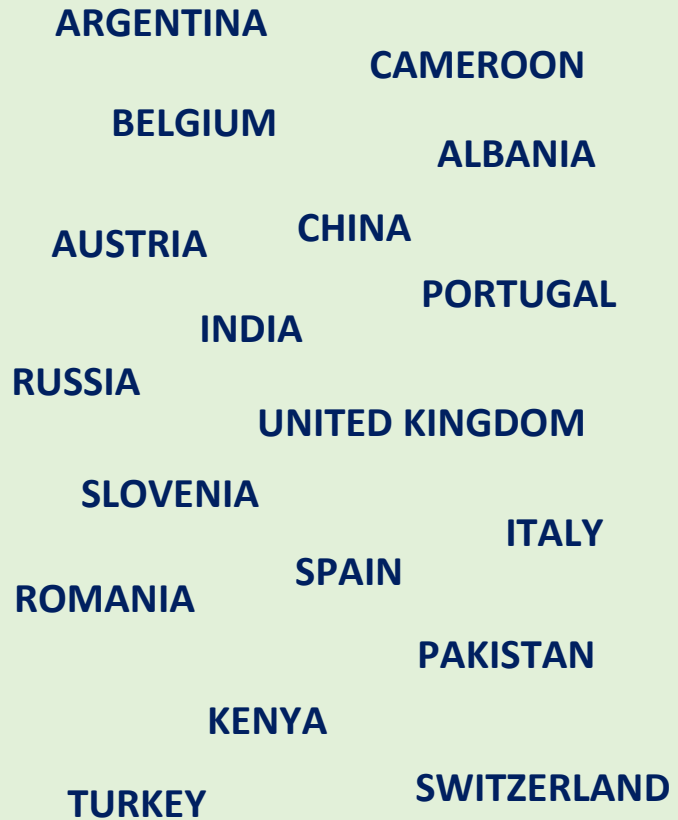 ARGENTINA
CAMEROON
BELGIUM
ALBANIA
CHINA
AUSTRIA
PORTUGAL
INDIA
RUSSIA
UNITED KINGDOM
SLOVENIA
ITALY
SPAIN
ROMANIA
PAKISTAN
KENYA
SWITZERLAND
TURKEY